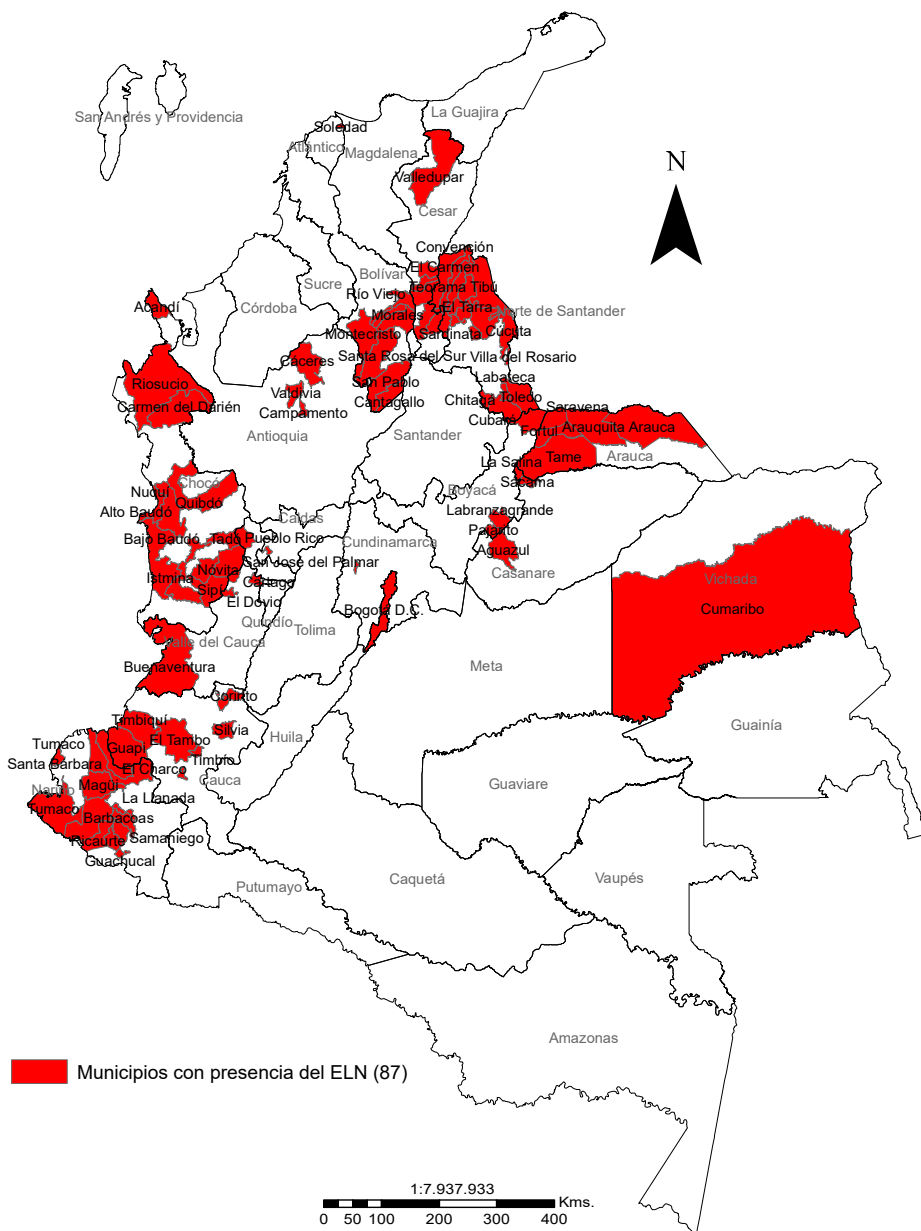 La Guajira
San Andrés y Providencia
Soledad
Atlántico
Magdalena
N
Valledupar
Cesar
Convención
El Carmen
Bolívar
Sucre
Teorama Tibú
Río Viejo
Acandí
Córdoba
El Tarra
Norte de Santander
Morales
Montecristo
Sardinata
Cúcuta
Santa Rosa del Sur
Villa del Rosario
Cáceres
Riosucio
San Pablo
Labateca
Valdivia
Cantagallo
Chitagá
Toledo
Carmen del Darién
Campamento
Saravena
Cubará
Antioquia
Santander
Fortul
Arauquita
Arauca
Tame
Arauca
La Salina
Sácama
Chocó
Nuquí
Quibdó
Boyacá
Alto Baudó
Labranzagrande
Caldas
Pajarito
Bajo Baudó
Tadó
Pueblo Rico
Cundinamarca
Aguazul
San José del Palmar
Casanare
Istmina
Nóvita
Cartago
Vichada
Sipí
El Dovio
Bogotá D.C.
Cumaribo
Quindío
Tolima
Valle del Cauca
Buenaventura
Meta
Corinto
Timbiquí
Silvia
Guainía
El Tambo
Huila
Tumaco
Guapi
Santa Bárbara
Timbío
El Charco
Cauca
Guaviare
Nariño
Magüí
La Llanada
Tumaco
Barbacoas
Ricaurte
Samaniego
Guachucal
Caquetá
Vaupés
Putumayo
Amazonas
Municipios con presencia del ELN (87)
1:7.937.933
Kms.
0 50 100 200 300 400